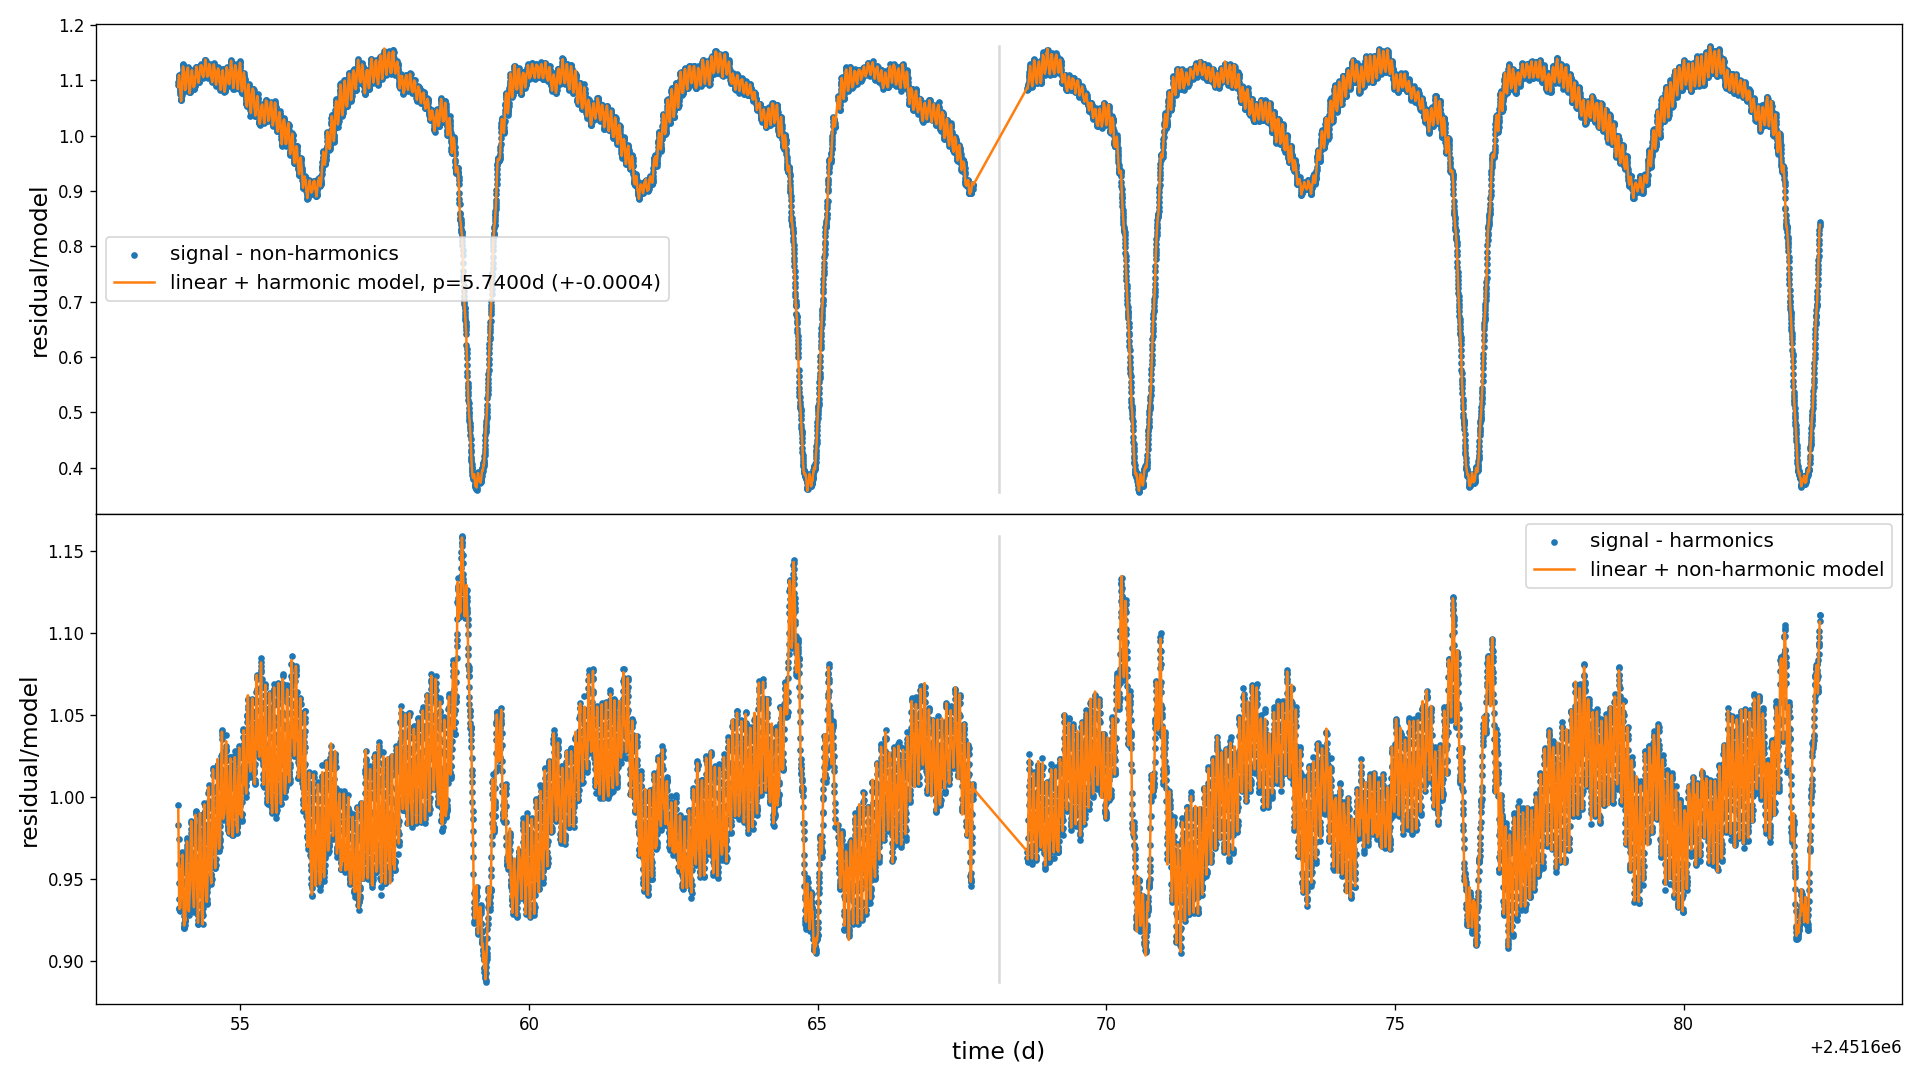 1.2
1.1
1.0
0.9
0.8
0.7
0.6
0.5
0.4
residual/model
signal - non-harmonics
linear + harmonic model, p=5.7400d (+-0.0004)
1.15
1.10
1.05
1.00
0.95
0.90
residual/model
signal - harmonics
linear + non-harmonic model
55
60
65
70
75
80
time (d)
+2.4516e6